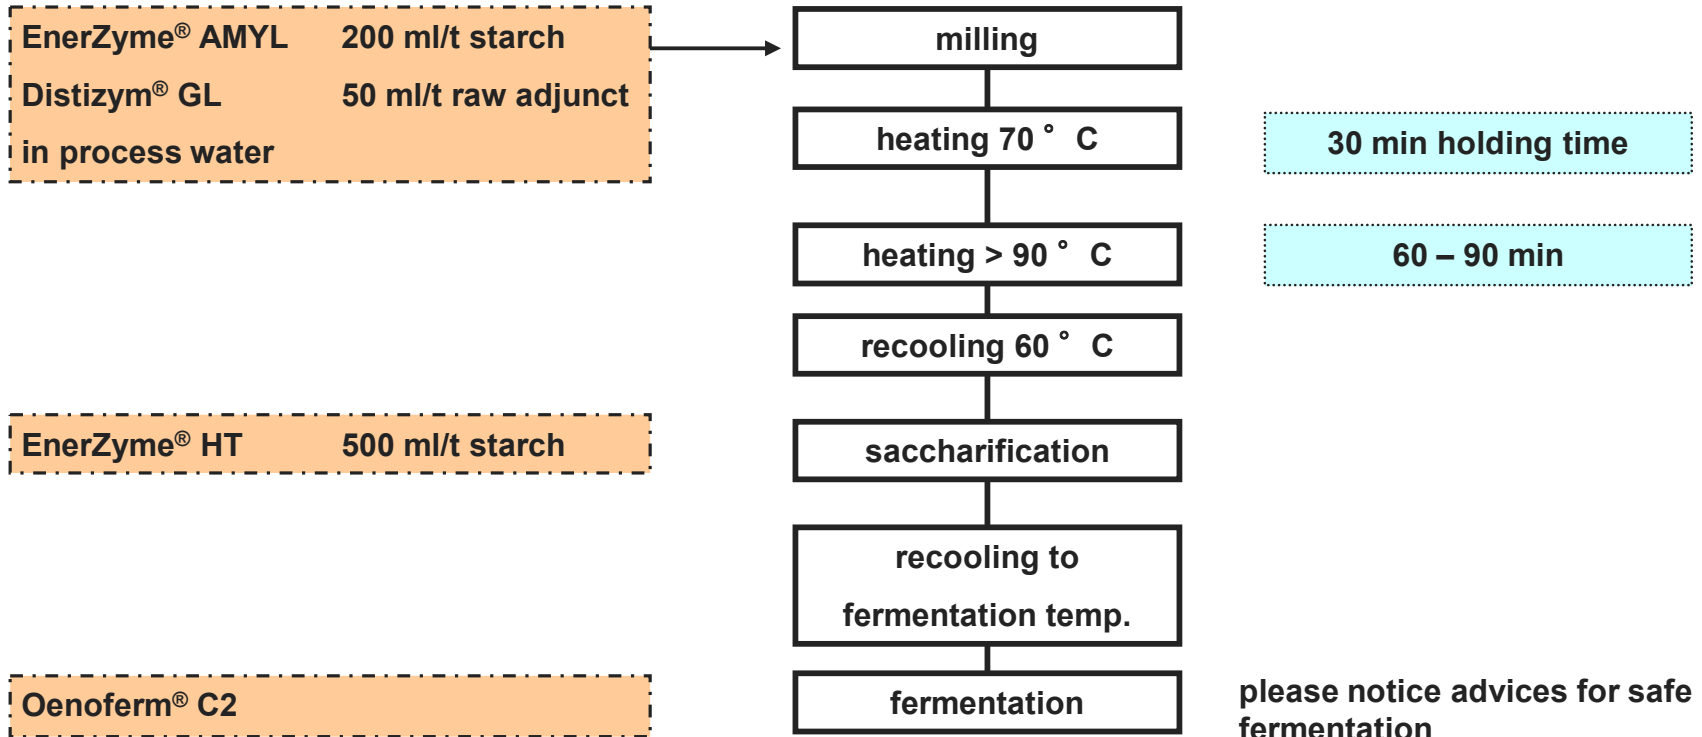 EnerZyme® AMYL 200 ml/t starch
Distizym® GL 50 ml/t raw adjunct
in process water
milling
heating 70 ° C
30 min holding time
heating > 90 ° C
60 – 90 min
recooling 60 ° C
EnerZyme® HT 500 ml/t starch
saccharification
recooling to
fermentation temp.
Oenoferm® C2
fermentation
please notice advices for safe
fermentation